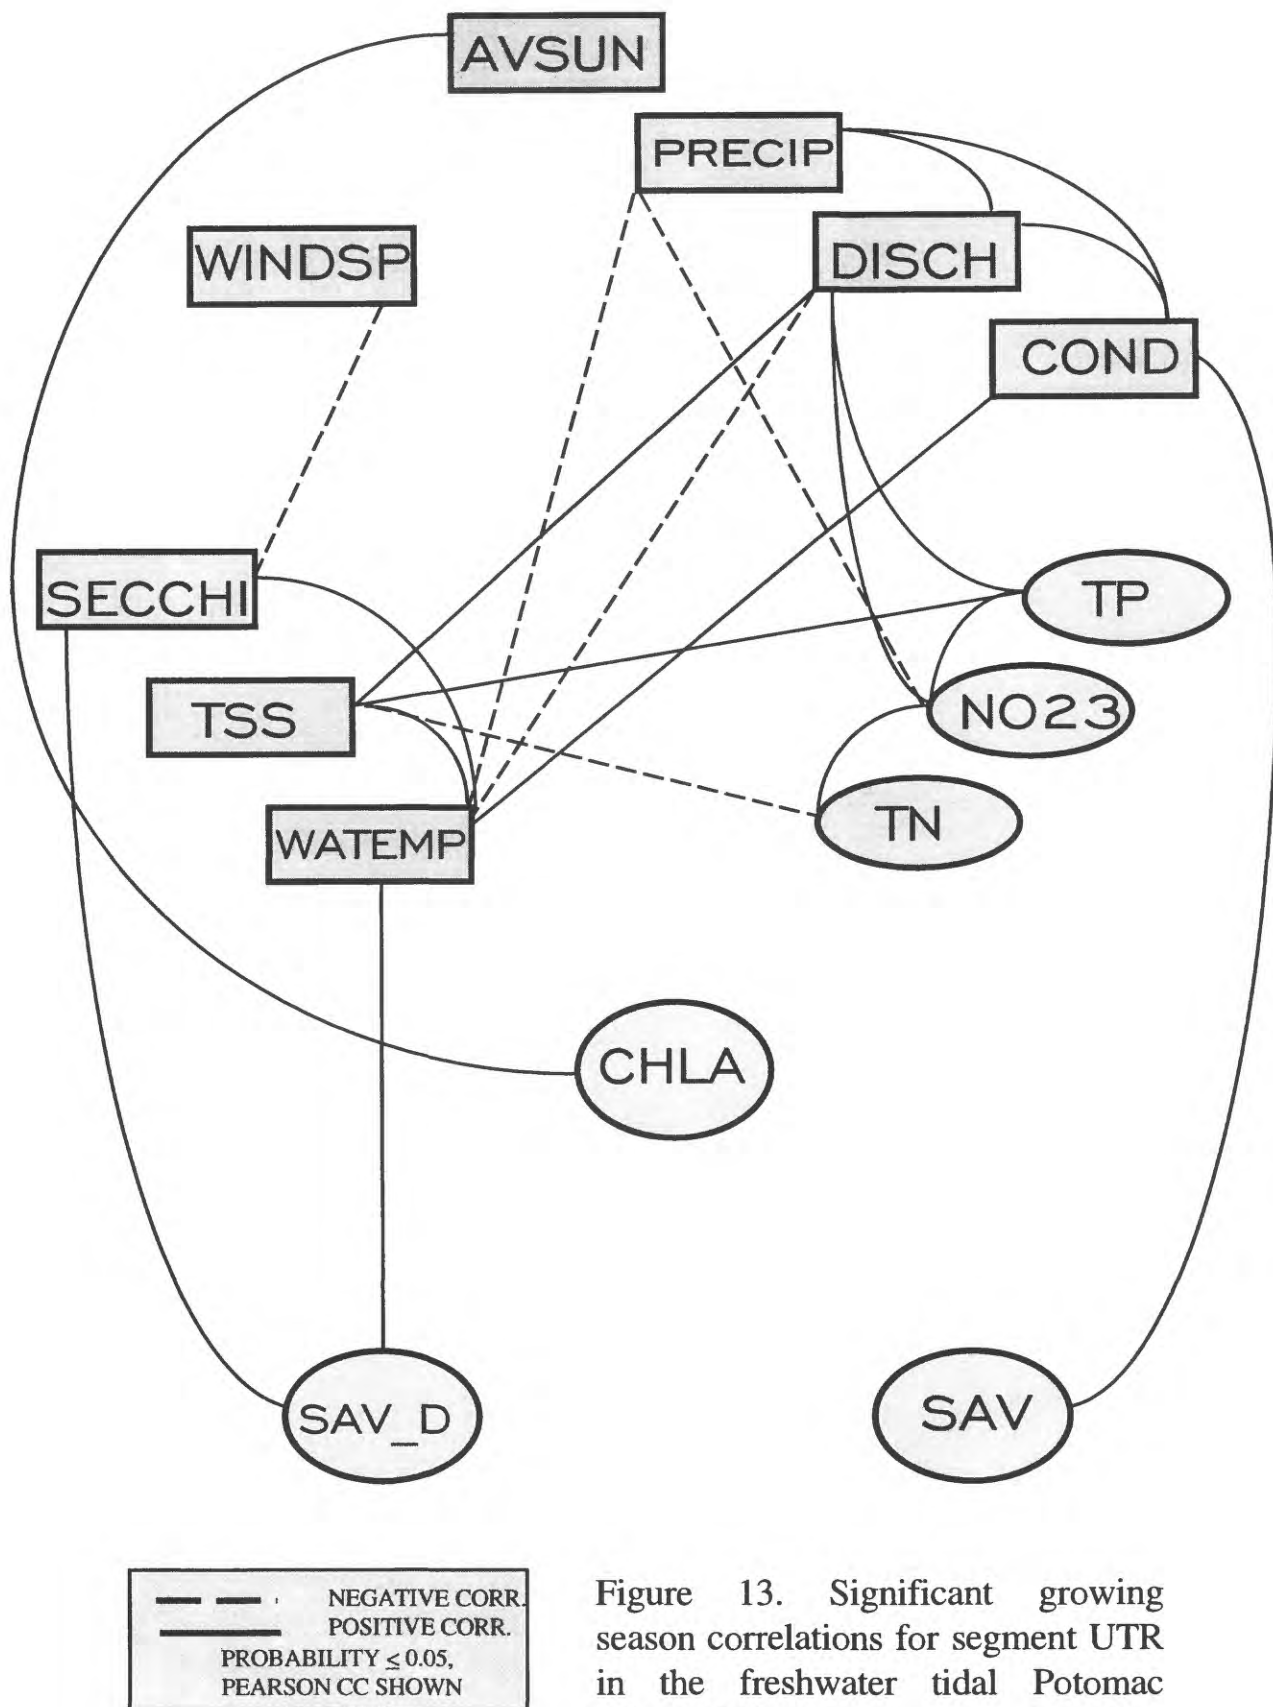 AVSUN
PRECIP
WINDSP
DISCH
COND
SECCHI
TP
TSS
NO23
WATEMP
TN
CHLA
SAV_D
SAV
NEGATIVE CORR.
POSITIVE CORR.
PROBABILITY ≤ 0.05,
PEARSON CC SHOWN
Figure 13. Significant growing
season correlations for segment UTR
in the freshwater tidal Potomac